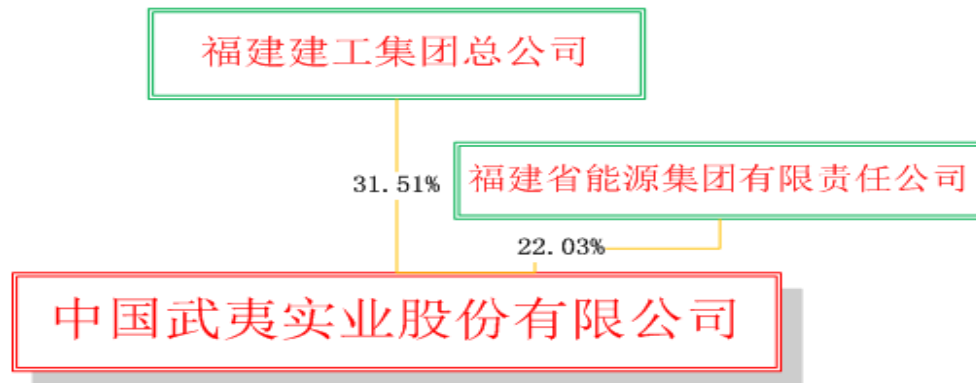 福建建工集团总公司
31.51%
福建省能源集团有限责任公司
22.03%
中国武夷实业股份有限公司